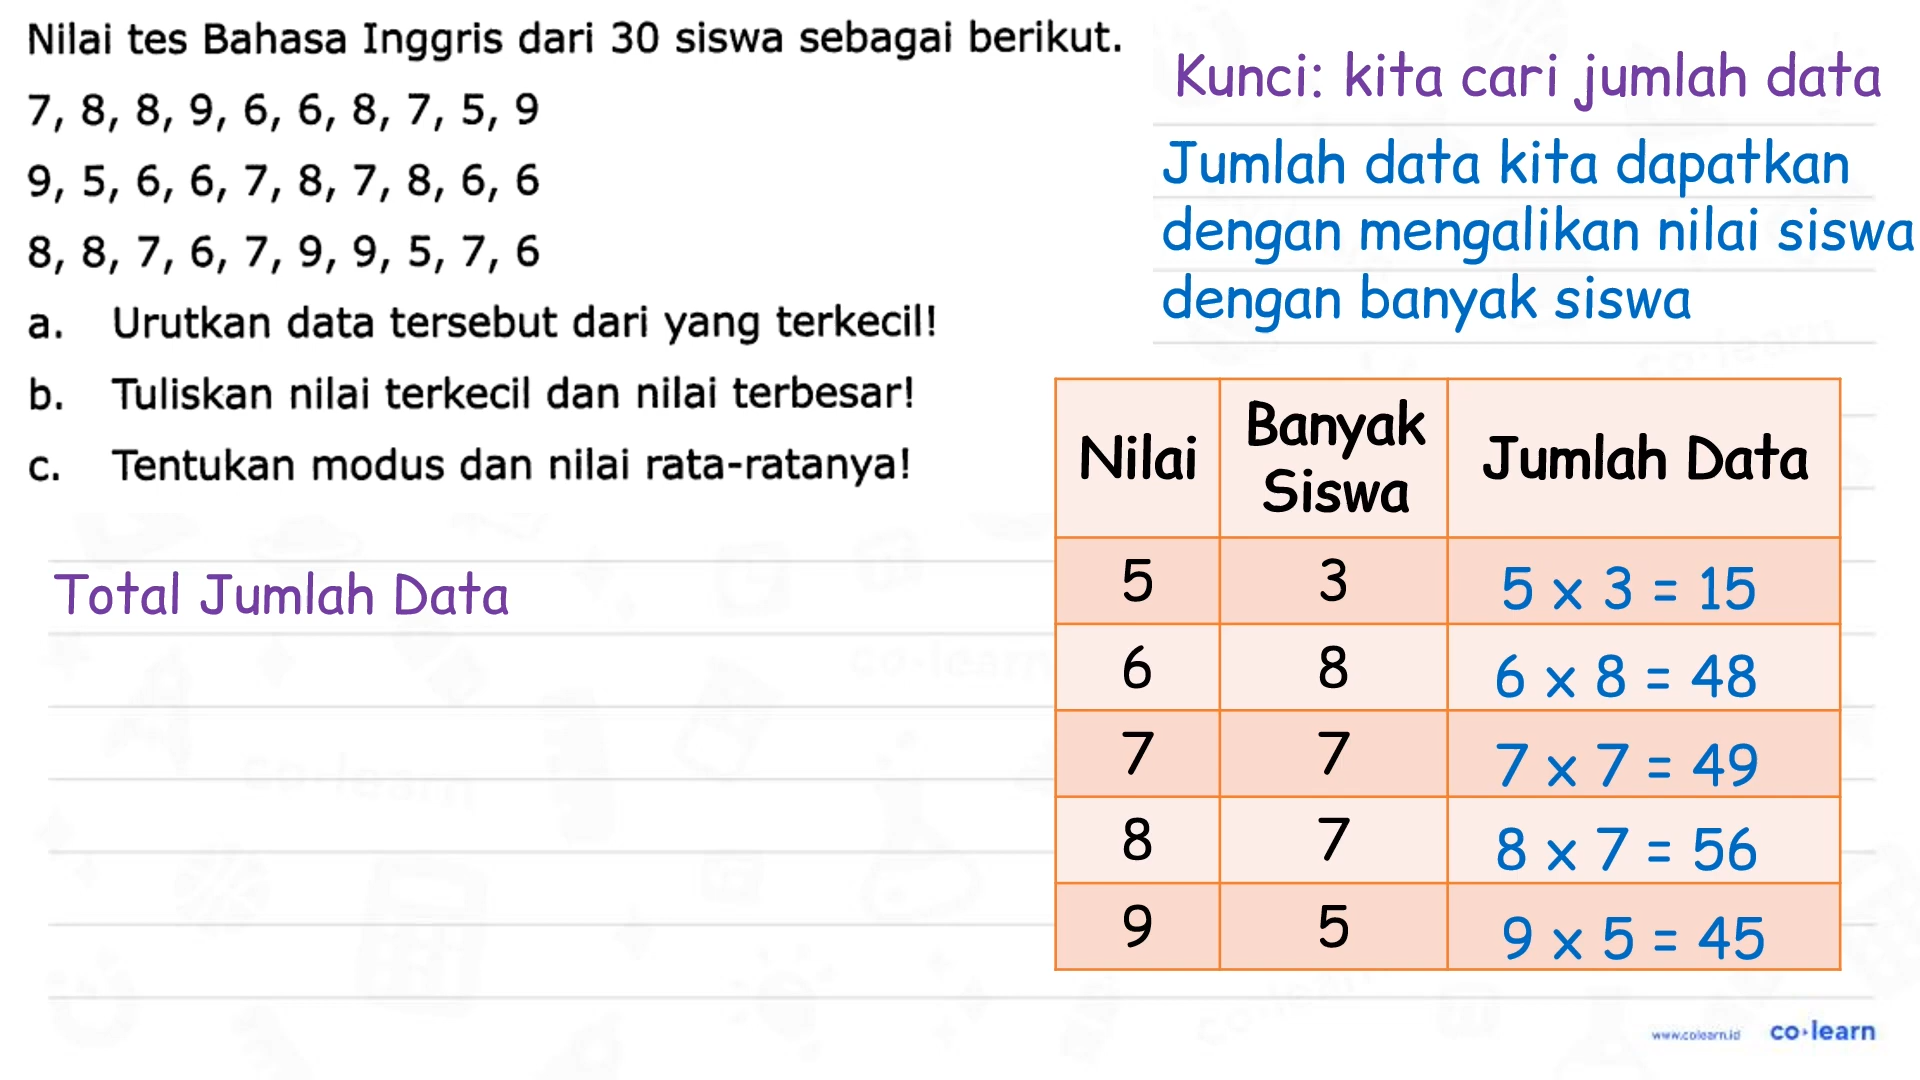 Nilai tes Bahasa Inggris dari 30 siswa sebagai berikut.
7, 8, 8, 9, 6, 6, 8, 7, 5, 9
9, 5, 6, 6, 7, 8, 7, 8, 6, 6
8, 8, 7, 6, 7, 9, 9, 5, 7, 6
a. Urutkan data tersebut dari yang terkecil!
b. Tuliskan nilai terkecil dan nilai terbesar!
c. Tentukan modus dan nilai rata-ratanya!
Total Jumlah Data
Kunci: kita cari jumlah data
Jumlah data kita dapatkan
dengan mengalikan nilai siswa
dengan banyak siswa
Nilai Banyak Siswa Jumlah Data
5 3 5 x 3 = 15
6 8 6 x 8 = 48
7 7 7 x 7 = 49
8 7 8 x 7 = 56
9 5 9 x 5 = 45
www.colearn.id co·learn